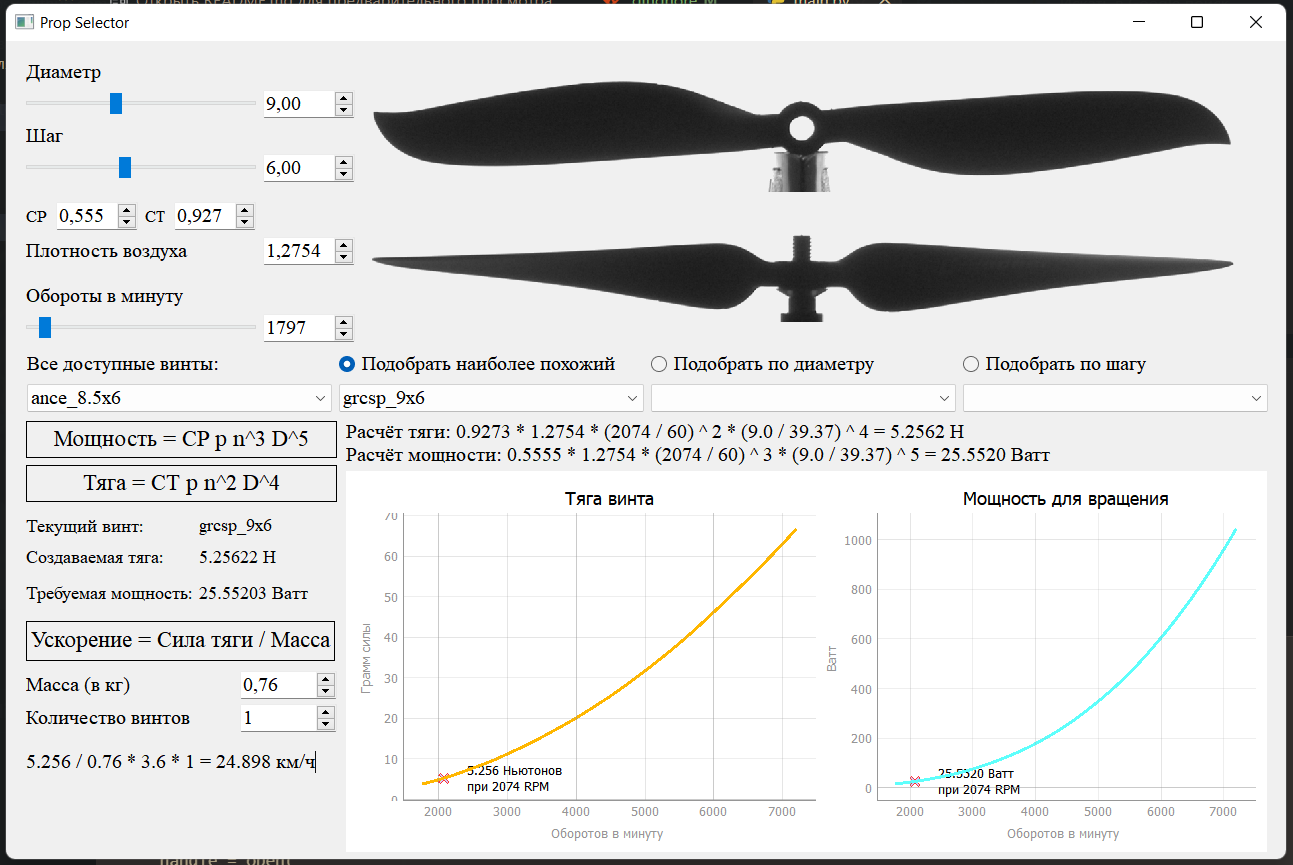 Prop Selector
Диаметр
9,00
Шаг
6,00
CP 0,555 CT 0,927
Плотность воздуха 1,2754
Обороты в минуту
1797
Все доступные винты:
ance_8.5x6
Подобрать наиболее похожий
grcsp_9x6
Подобрать по диаметру
Подобрать по шагу
Мощность = CP p n^3 D^5
Тяга = CT p n^2 D^4
Текущий винт: grcsp_9x6
Создаваемая тяга: 5.25622 Н
Требуемая мощность: 25.55203 Ватт
Ускорение = Сила тяги / Масса
Масса (в кг) 0,76
Количество винтов 1
5.256 / 0.76 * 3.6 * 1 = 24.898 км/ч
Расчёт тяги: 0.9273 * 1.2754 * (2074 / 60) ^ 2 * (9.0 / 39.37) ^ 4 = 5.2562 Н
Расчёт мощности: 0.5555 * 1.2754 * (2074 / 60) ^ 3 * (9.0 / 39.37) ^ 5 = 25.5520 Ватт
Тяга винта
Грамм силы
70
60
50
40
30
20
10
0
5.256 Ньютонов
при 2074 RPM
2000 3000 4000 5000 6000 7000
Оборотов в минуту
Мощность для вращения
Ватт
1000
800
600
400
200
0
25.5520 Ватт
при 2074 RPM
2000 3000 4000 5000 6000 7000
Оборотов в минуту